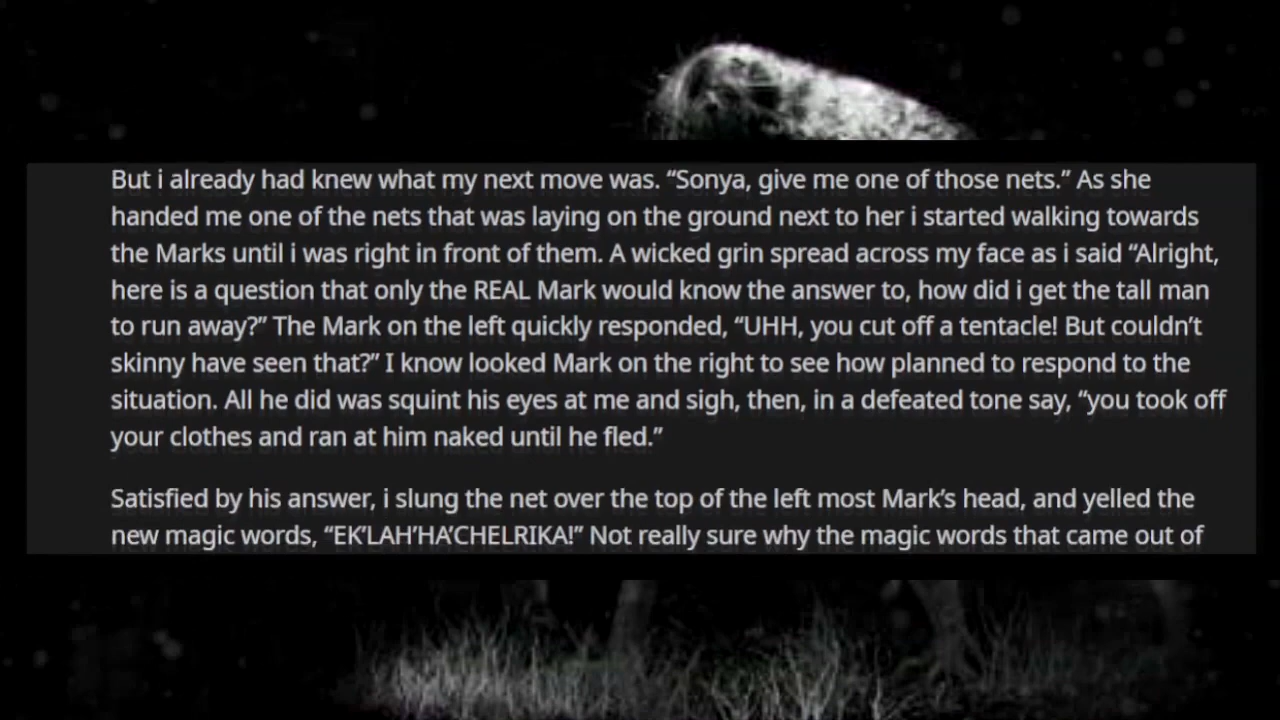 But i already had knew what my next move was. “Sonya, give me one of those nets.” As she
handed me one of the nets that was laying on the ground next to her i started walking towards
the Marks until i was right in front of them. A wicked grin spread across my face as i said “Alright,
here is a question that only the REAL Mark would know the answer to, how did i get the tall man
to run away?” The Mark on the left quickly responded, “UHH, you cut off a tentacle! But couldn’t
skinny have seen that?” I know looked Mark on the right to see how planned to respond to the
situation. All he did was squint his eyes at me and sigh, then, in a defeated tone say, “you took off
your clothes and ran at him naked until he fled.”
Satisfied by his answer, i slung the net over the top of the left most Mark’s head, and yelled the
new magic words, “EK’LAH’HA’CHELRIKA!” Not really sure why the magic words that came out of